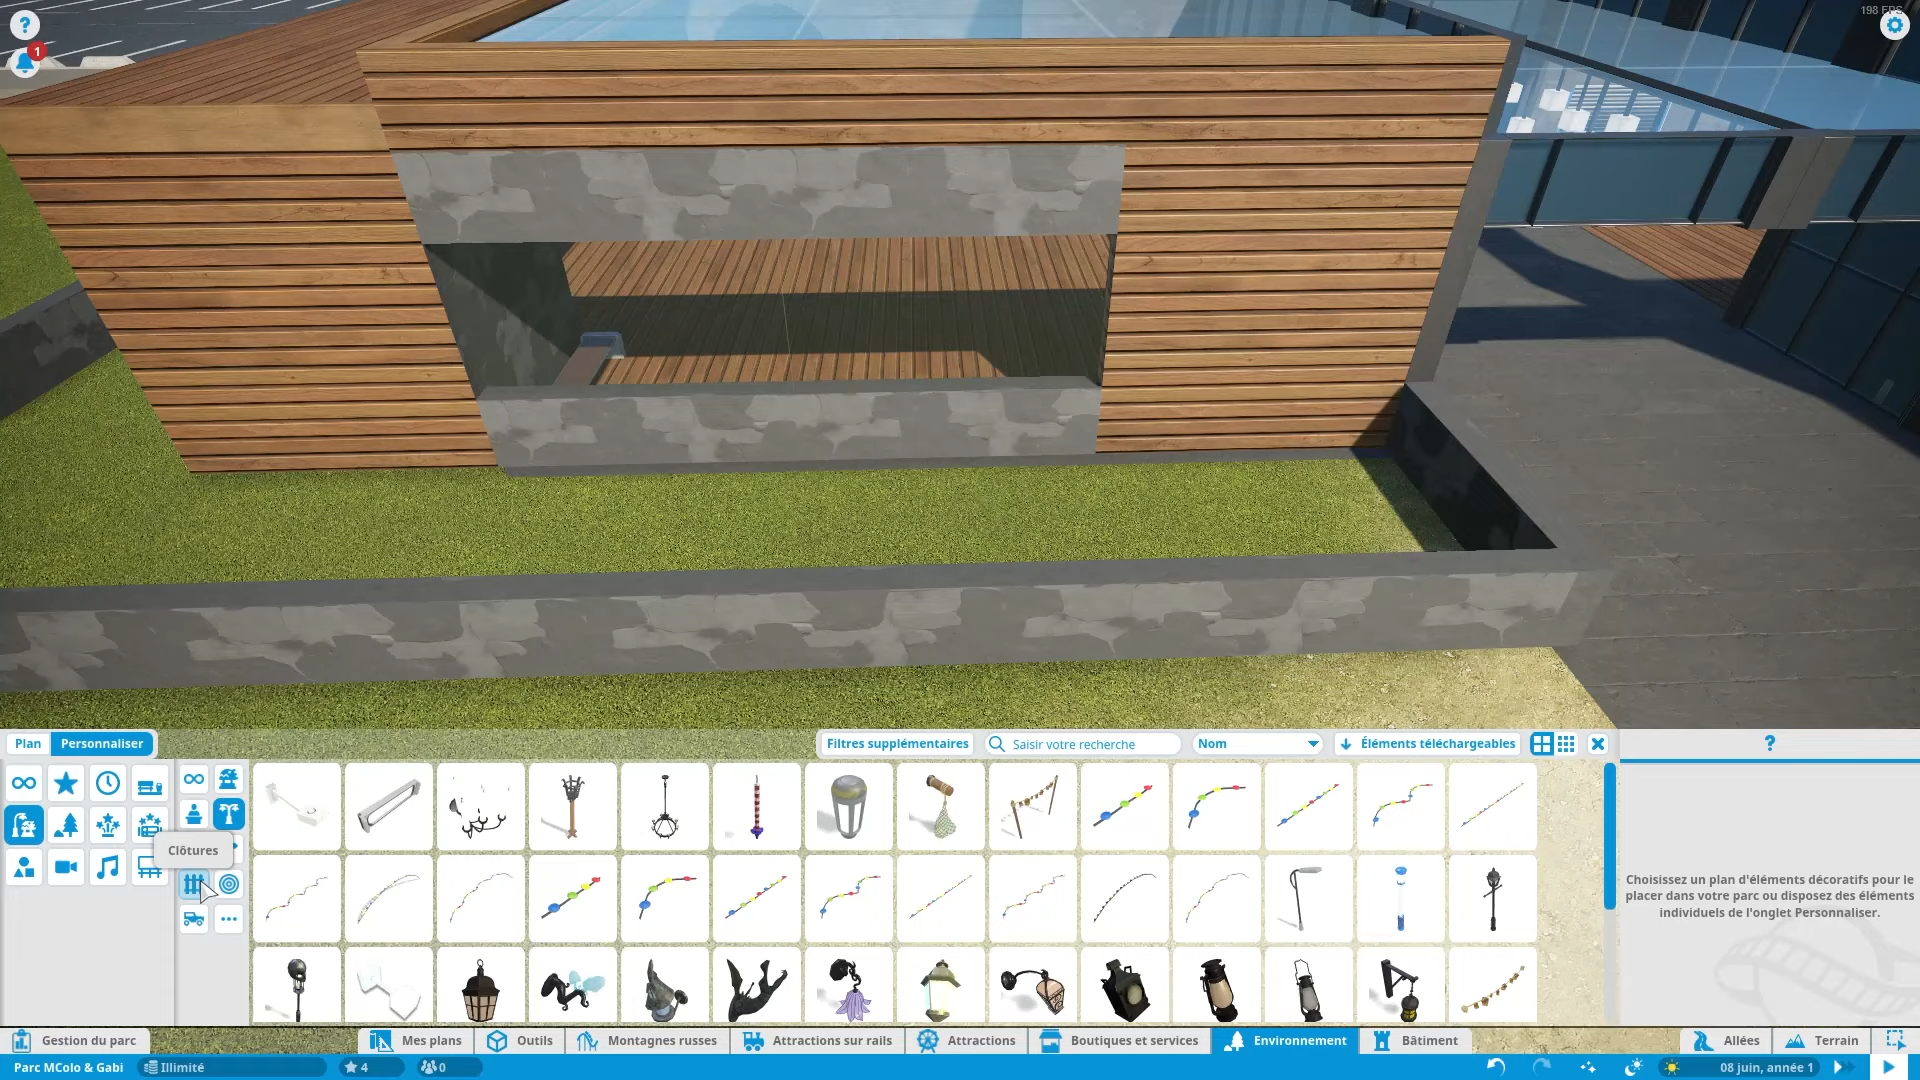 198 FPS
?
1
Plan
Personnaliser
Filtres supplémentaires
Saisir votre recherche
Nom
Éléments téléchargeables
?
Clôtures
Choisissez un plan d'éléments décoratifs pour le
placer dans votre parc ou disposez des éléments
individuels de l'onglet Personnaliser.
Gestion du parc
Mes plans
Outils
Montagnes russes
Attractions sur rails
Attractions
Boutiques et services
Environnement
Bâtiment
Allées
Terrain
Parc MColo & Gabi
Illimité
4
0
08 juin, année 1